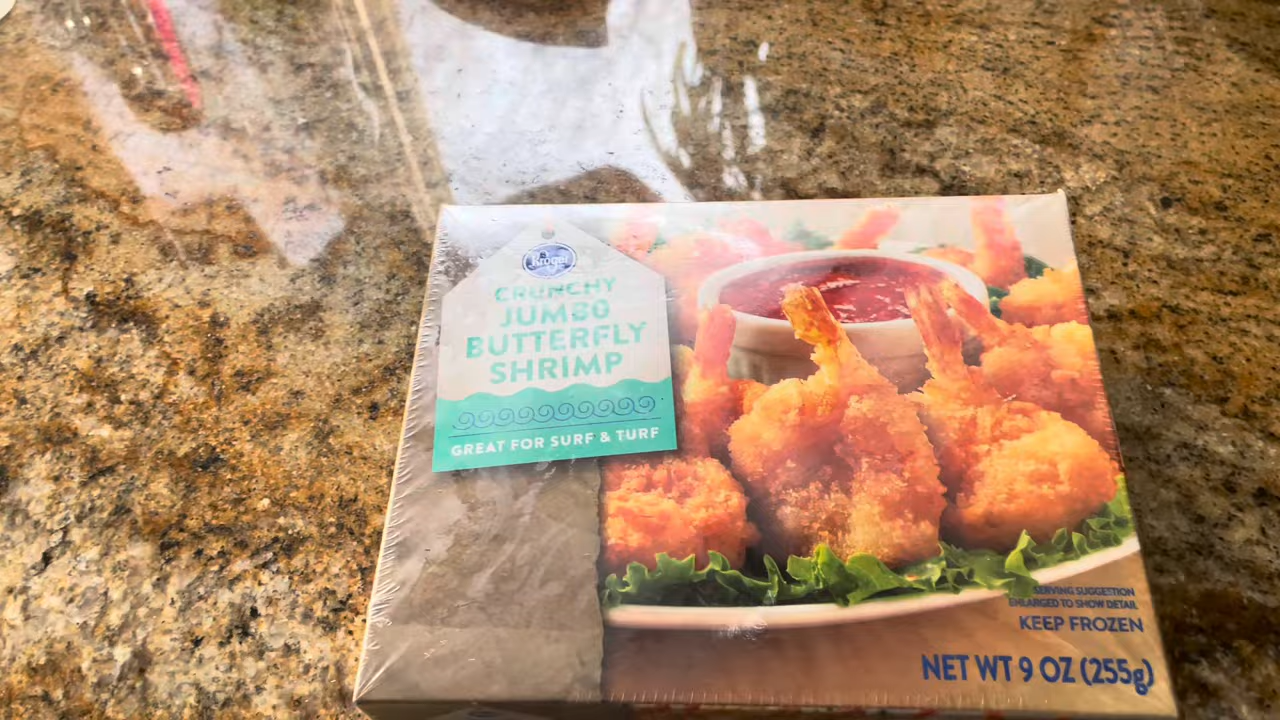 Kroger
CRUNCHY
JUMBO
BUTTERFLY
SHRIMP
GREAT FOR SURF & TURF
SERVING SUGGESTION
ENLARGED TO SHOW DETAIL
KEEP FROZEN
NET WT 9 OZ (255g)